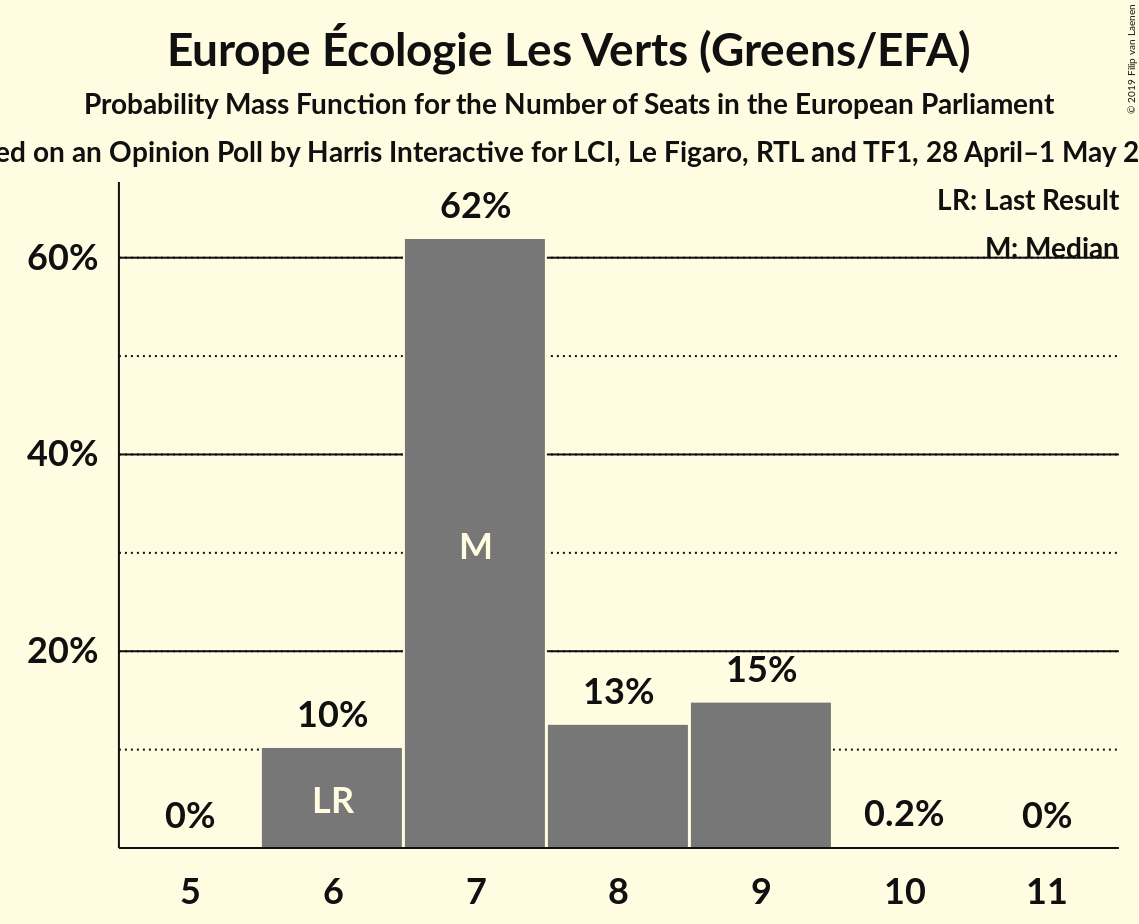 Europe Écologie Les Verts (Greens/EFA)
Probability Mass Function for the Number of Seats in the European Parliament
ed on an Opinion Poll by Harris Interactive for LCI, Le Figaro, RTL and TF1, 28 April–1 May 2
© 2019 Filip van Laenen
LR: Last Result
M: Median
60%
40%
20%
0%
10%
62%
13%
15%
0.2%
0%
LR
M
5 6 7 8 9 10 11